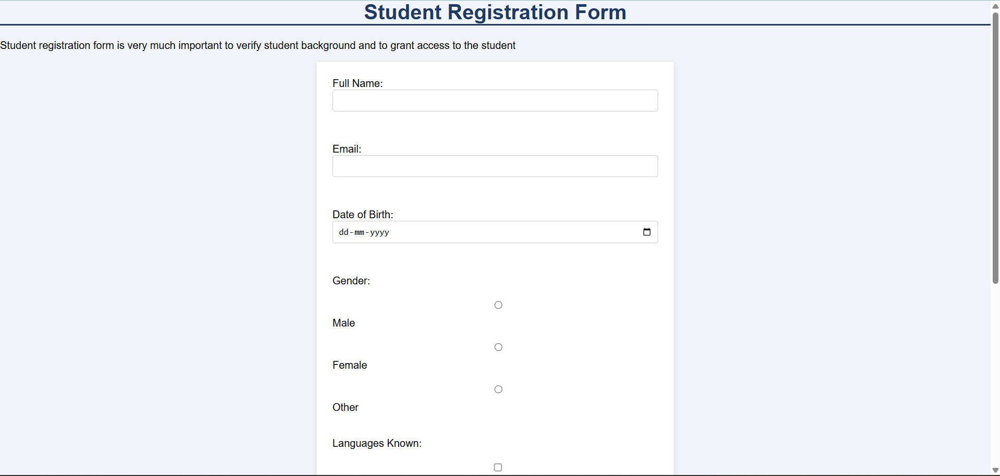 Student Registration Form
Student registration form is very much important to verify student background and to grant access to the student
Full Name:
Email:
Date of Birth:
dd-mm-yyyy
Gender:
Male
Female
Other
Languages Known: